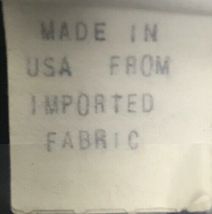 MADE IN
USA FROM
IMPORTED
FABRIC